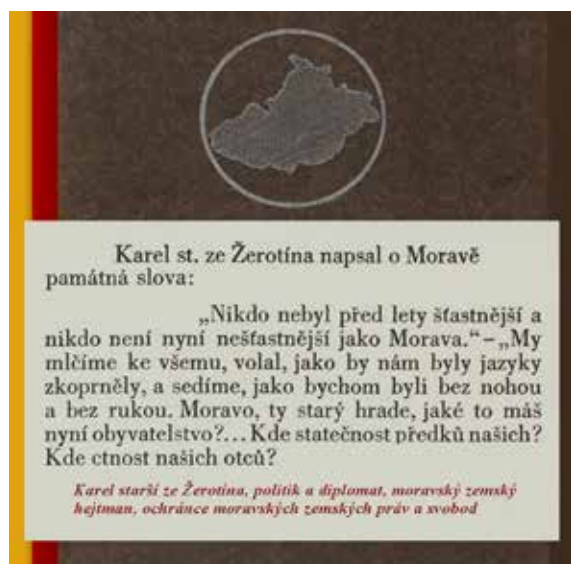 Karel st. ze Žerotína napsal o Moravě
památná slova:
„Nikdo nebyl před lety šťastnější a
nikdo není nyní nešťastnější jako Morava.“–„My
mlčíme ke všemu, volal, jako by nám byly jazyky
zkoprněly, a sedíme, jako bychom byli bez nohou
a bez rukou. Moravo, ty starý hrade, jaké to máš
nyní obyvatelstvo?...Kde statečnost předků našich?
Kde ctnost našich otců?
Karel starší ze Žerotína, politik a diplomat, moravský zemský
hejtman, ochránce moravských zemských práv a svobod